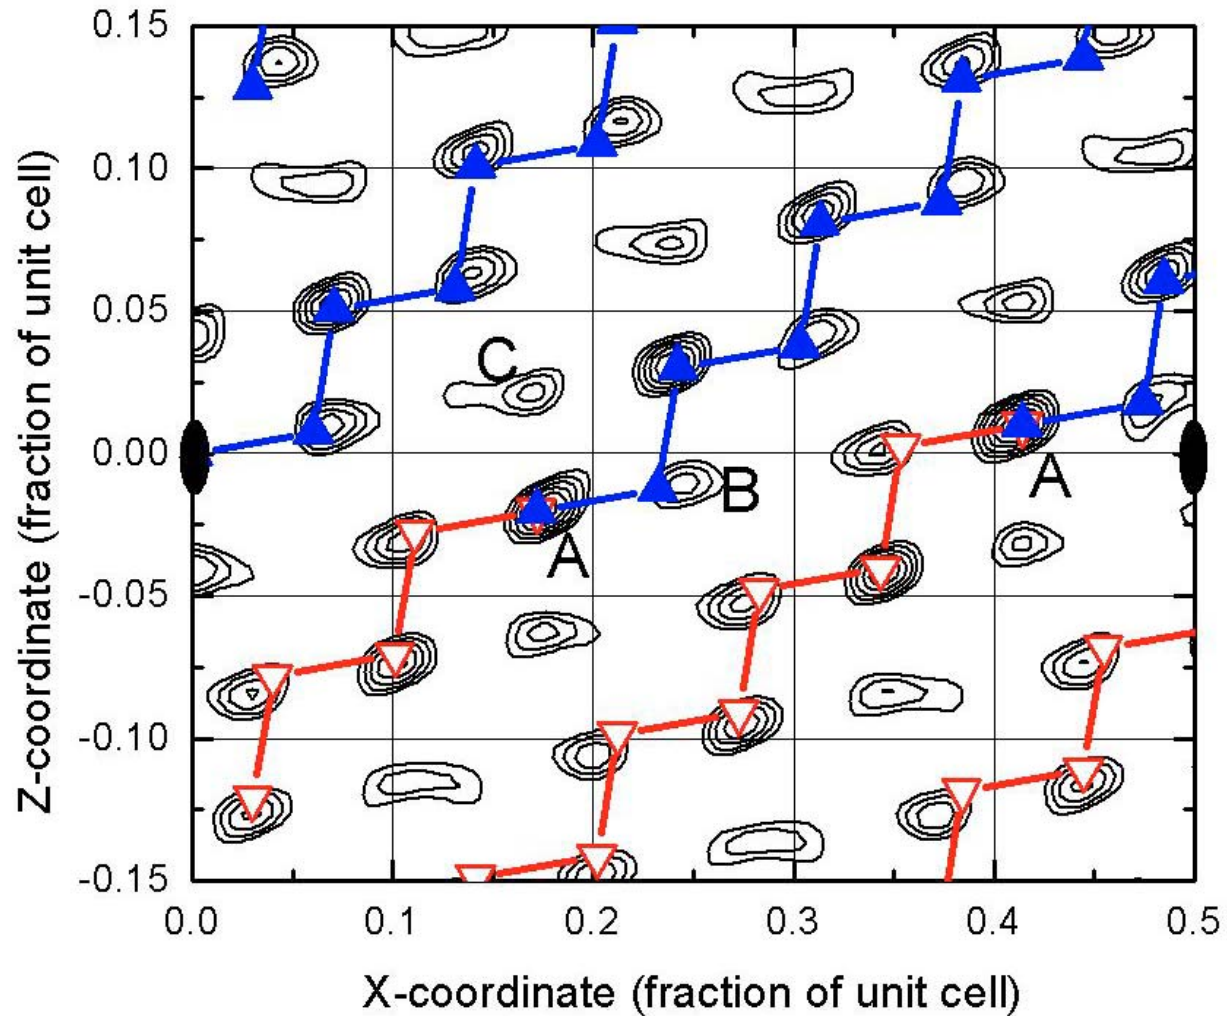 0.15
0.10
0.05
0.00
-0.05
-0.10
-0.15
Z-coordinate (fraction of unit cell)
C
B
A
A
0.0 0.1 0.2 0.3 0.4 0.5
X-coordinate (fraction of unit cell)